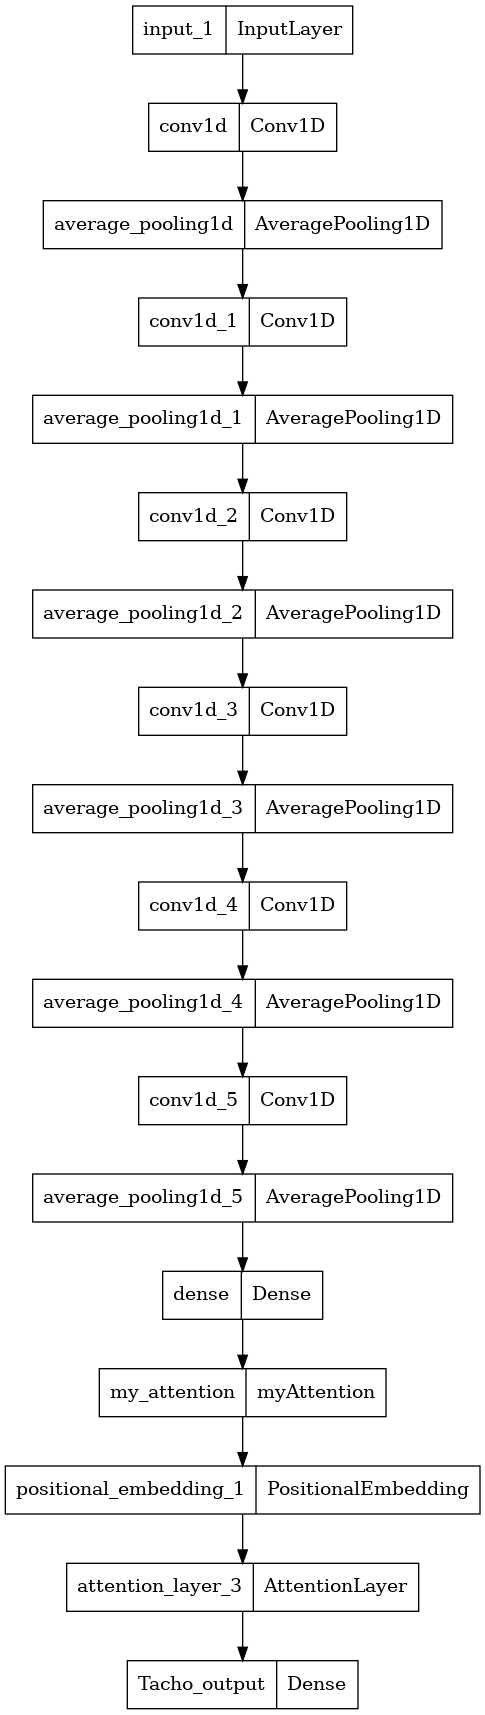 input_1 InputLayer
conv1d Conv1D
average_pooling1d AveragePooling1D
conv1d_1 Conv1D
average_pooling1d_1 AveragePooling1D
conv1d_2 Conv1D
average_pooling1d_2 AveragePooling1D
conv1d_3 Conv1D
average_pooling1d_3 AveragePooling1D
conv1d_4 Conv1D
average_pooling1d_4 AveragePooling1D
conv1d_5 Conv1D
average_pooling1d_5 AveragePooling1D
dense Dense
my_attention myAttention
positional_embedding_1 PositionalEmbedding
attention_layer_3 AttentionLayer
Tacho_output Dense